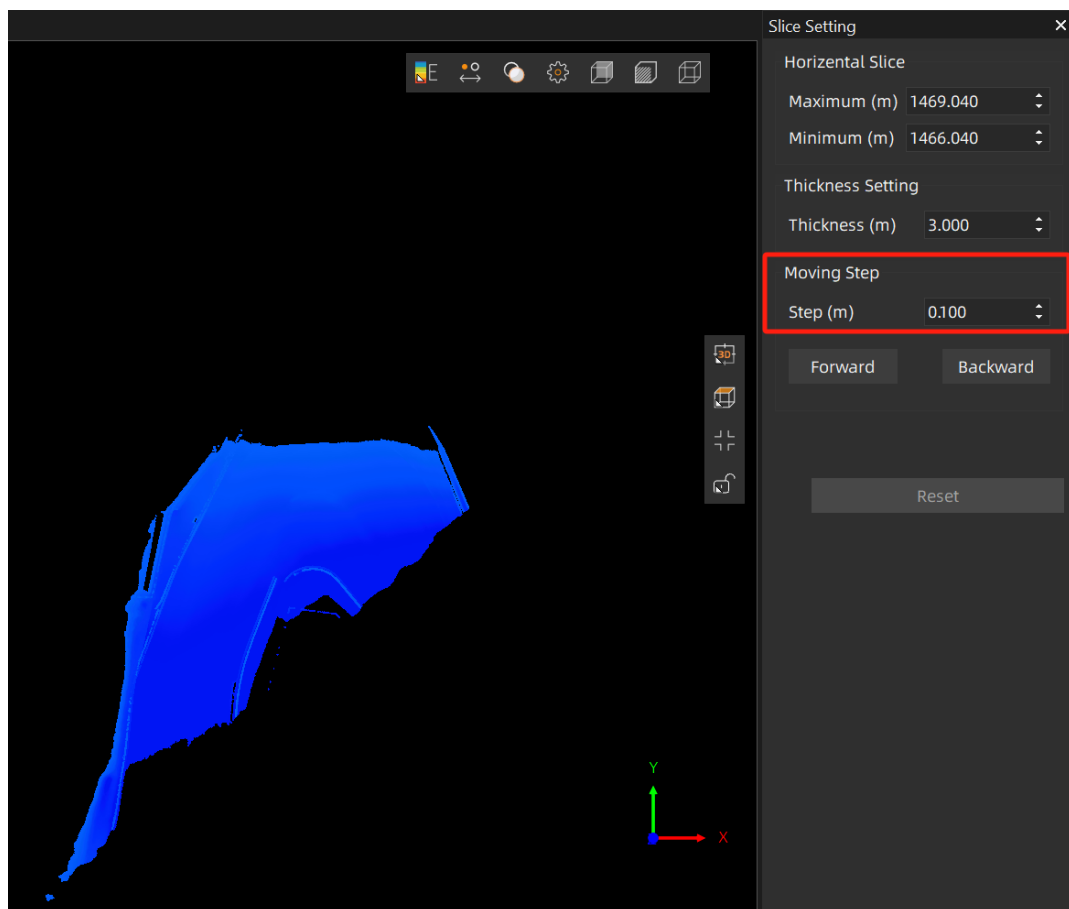 Slice Setting
E
Horizental Slice
Maximum (m) 1469.040
Minimum (m) 1466.040
Thickness Setting
Thickness (m) 3.000
Moving Step
Step (m) 0.100
3D
Forward Backward
Reset
Y
X